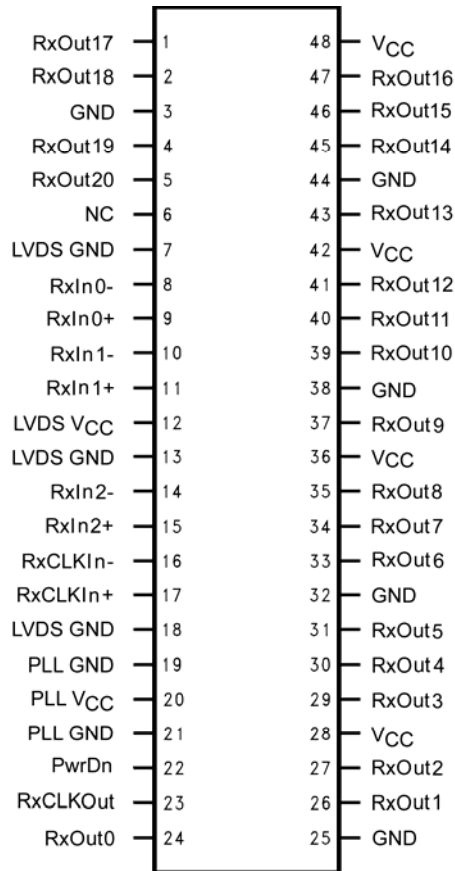 RxOut17 1 48 VCC
RxOut18 2 47 RxOut16
GND 3 46 RxOut15
RxOut19 4 45 RxOut14
RxOut20 5 44 GND
NC 6 43 RxOut13
LVDS GND 7 42 VCC
RxIn0- 8 41 RxOut12
RxIn0+ 9 40 RxOut11
RxIn1- 10 39 RxOut10
RxIn1+ 11 38 GND
LVDS VCC 12 37 RxOut9
LVDS GND 13 36 VCC
RxIn2- 14 35 RxOut8
RxIn2+ 15 34 RxOut7
RxCLKIn- 16 33 RxOut6
RxCLKIn+ 17 32 GND
LVDS GND 18 31 RxOut5
PLL GND 19 30 RxOut4
PLL VCC 20 29 RxOut3
PLL GND 21 28 VCC
PwrDn 22 27 RxOut2
RxCLKOut 23 26 RxOut1
RxOut0 24 25 GND